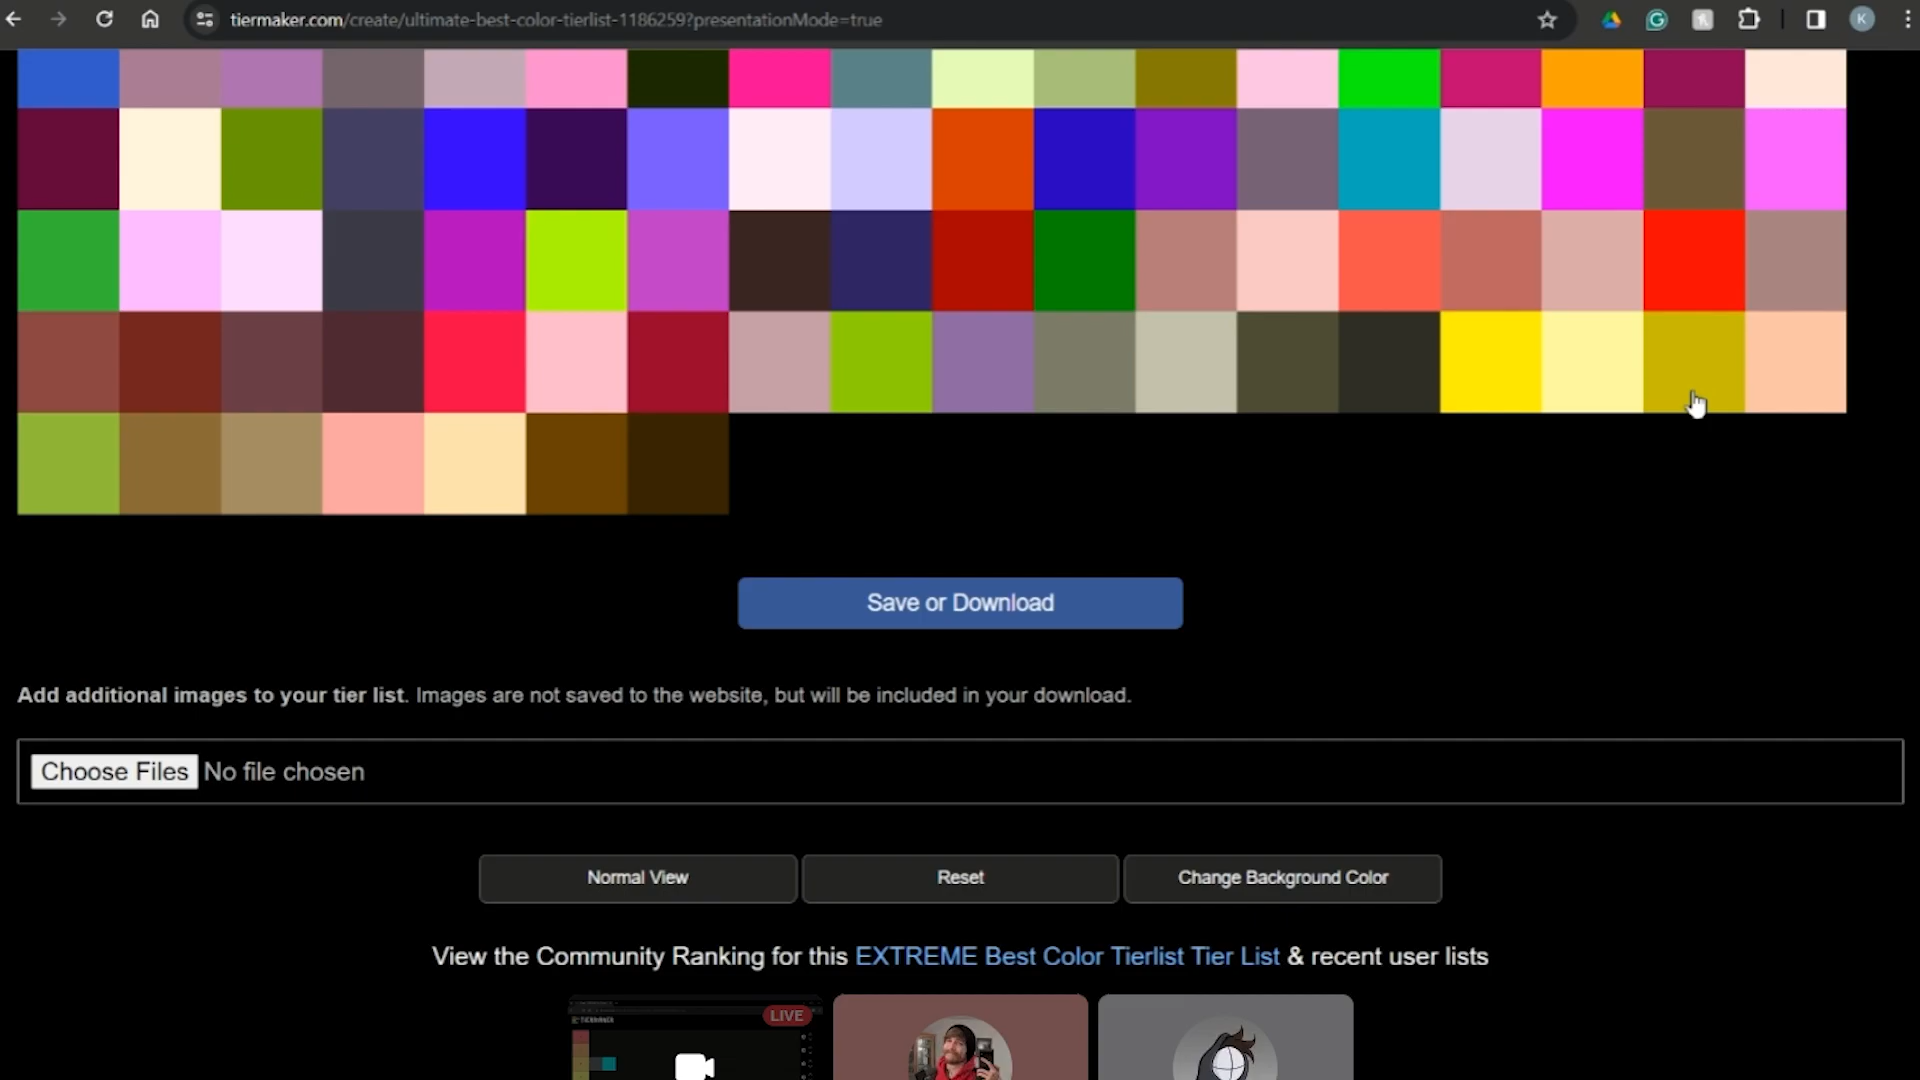 tiermaker.com/create/ultimate-best-color-tierlist-1186259?presentationMode=true
K
Save or Download
Add additional images to your tier list. Images are not saved to the website, but will be included in your download.
Choose Files No file chosen
Normal View
Reset
Change Background Color
View the Community Ranking for this EXTREME Best Color Tierlist Tier List & recent user lists
LIVE
TIERMAKER